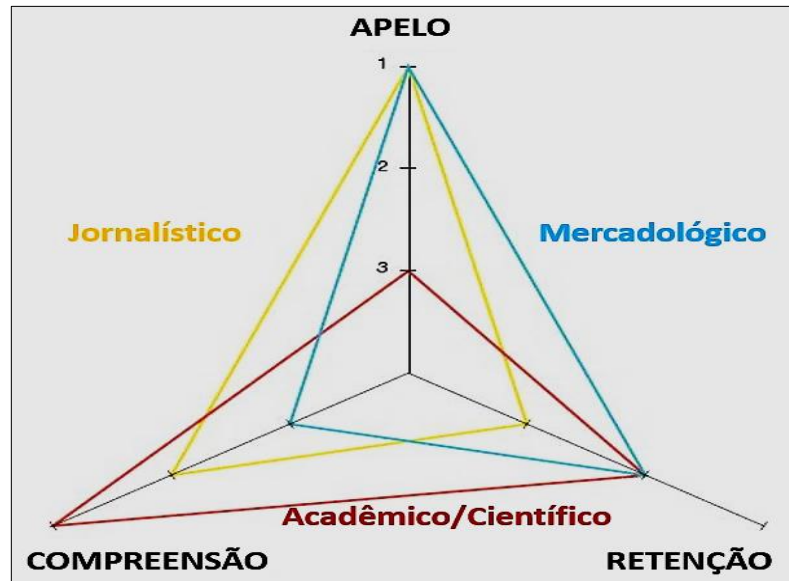 APELO
1
2
Jornalístico
Mercadológico
3
Acadêmico/Científico
COMPREENSÃO
RETENÇÃO